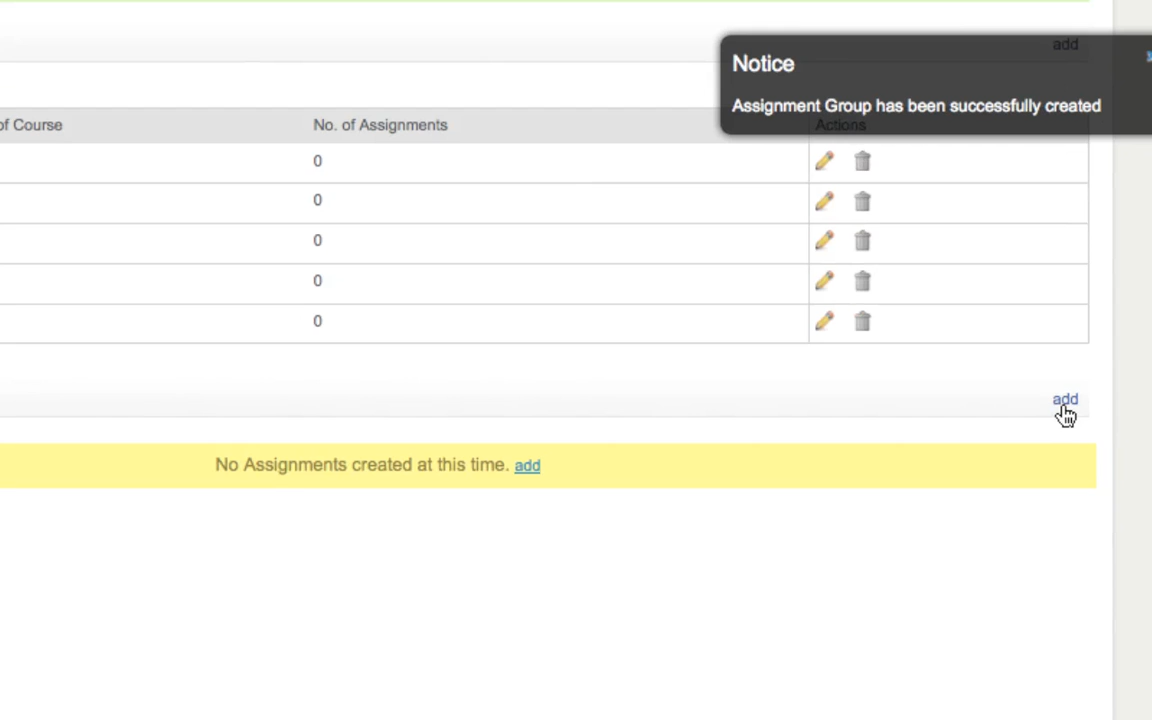 add
Notice
Assignment Group has been successfully created
of Course No. of Assignments Actions
0
0
0
0
0
add
No Assignments created at this time. add